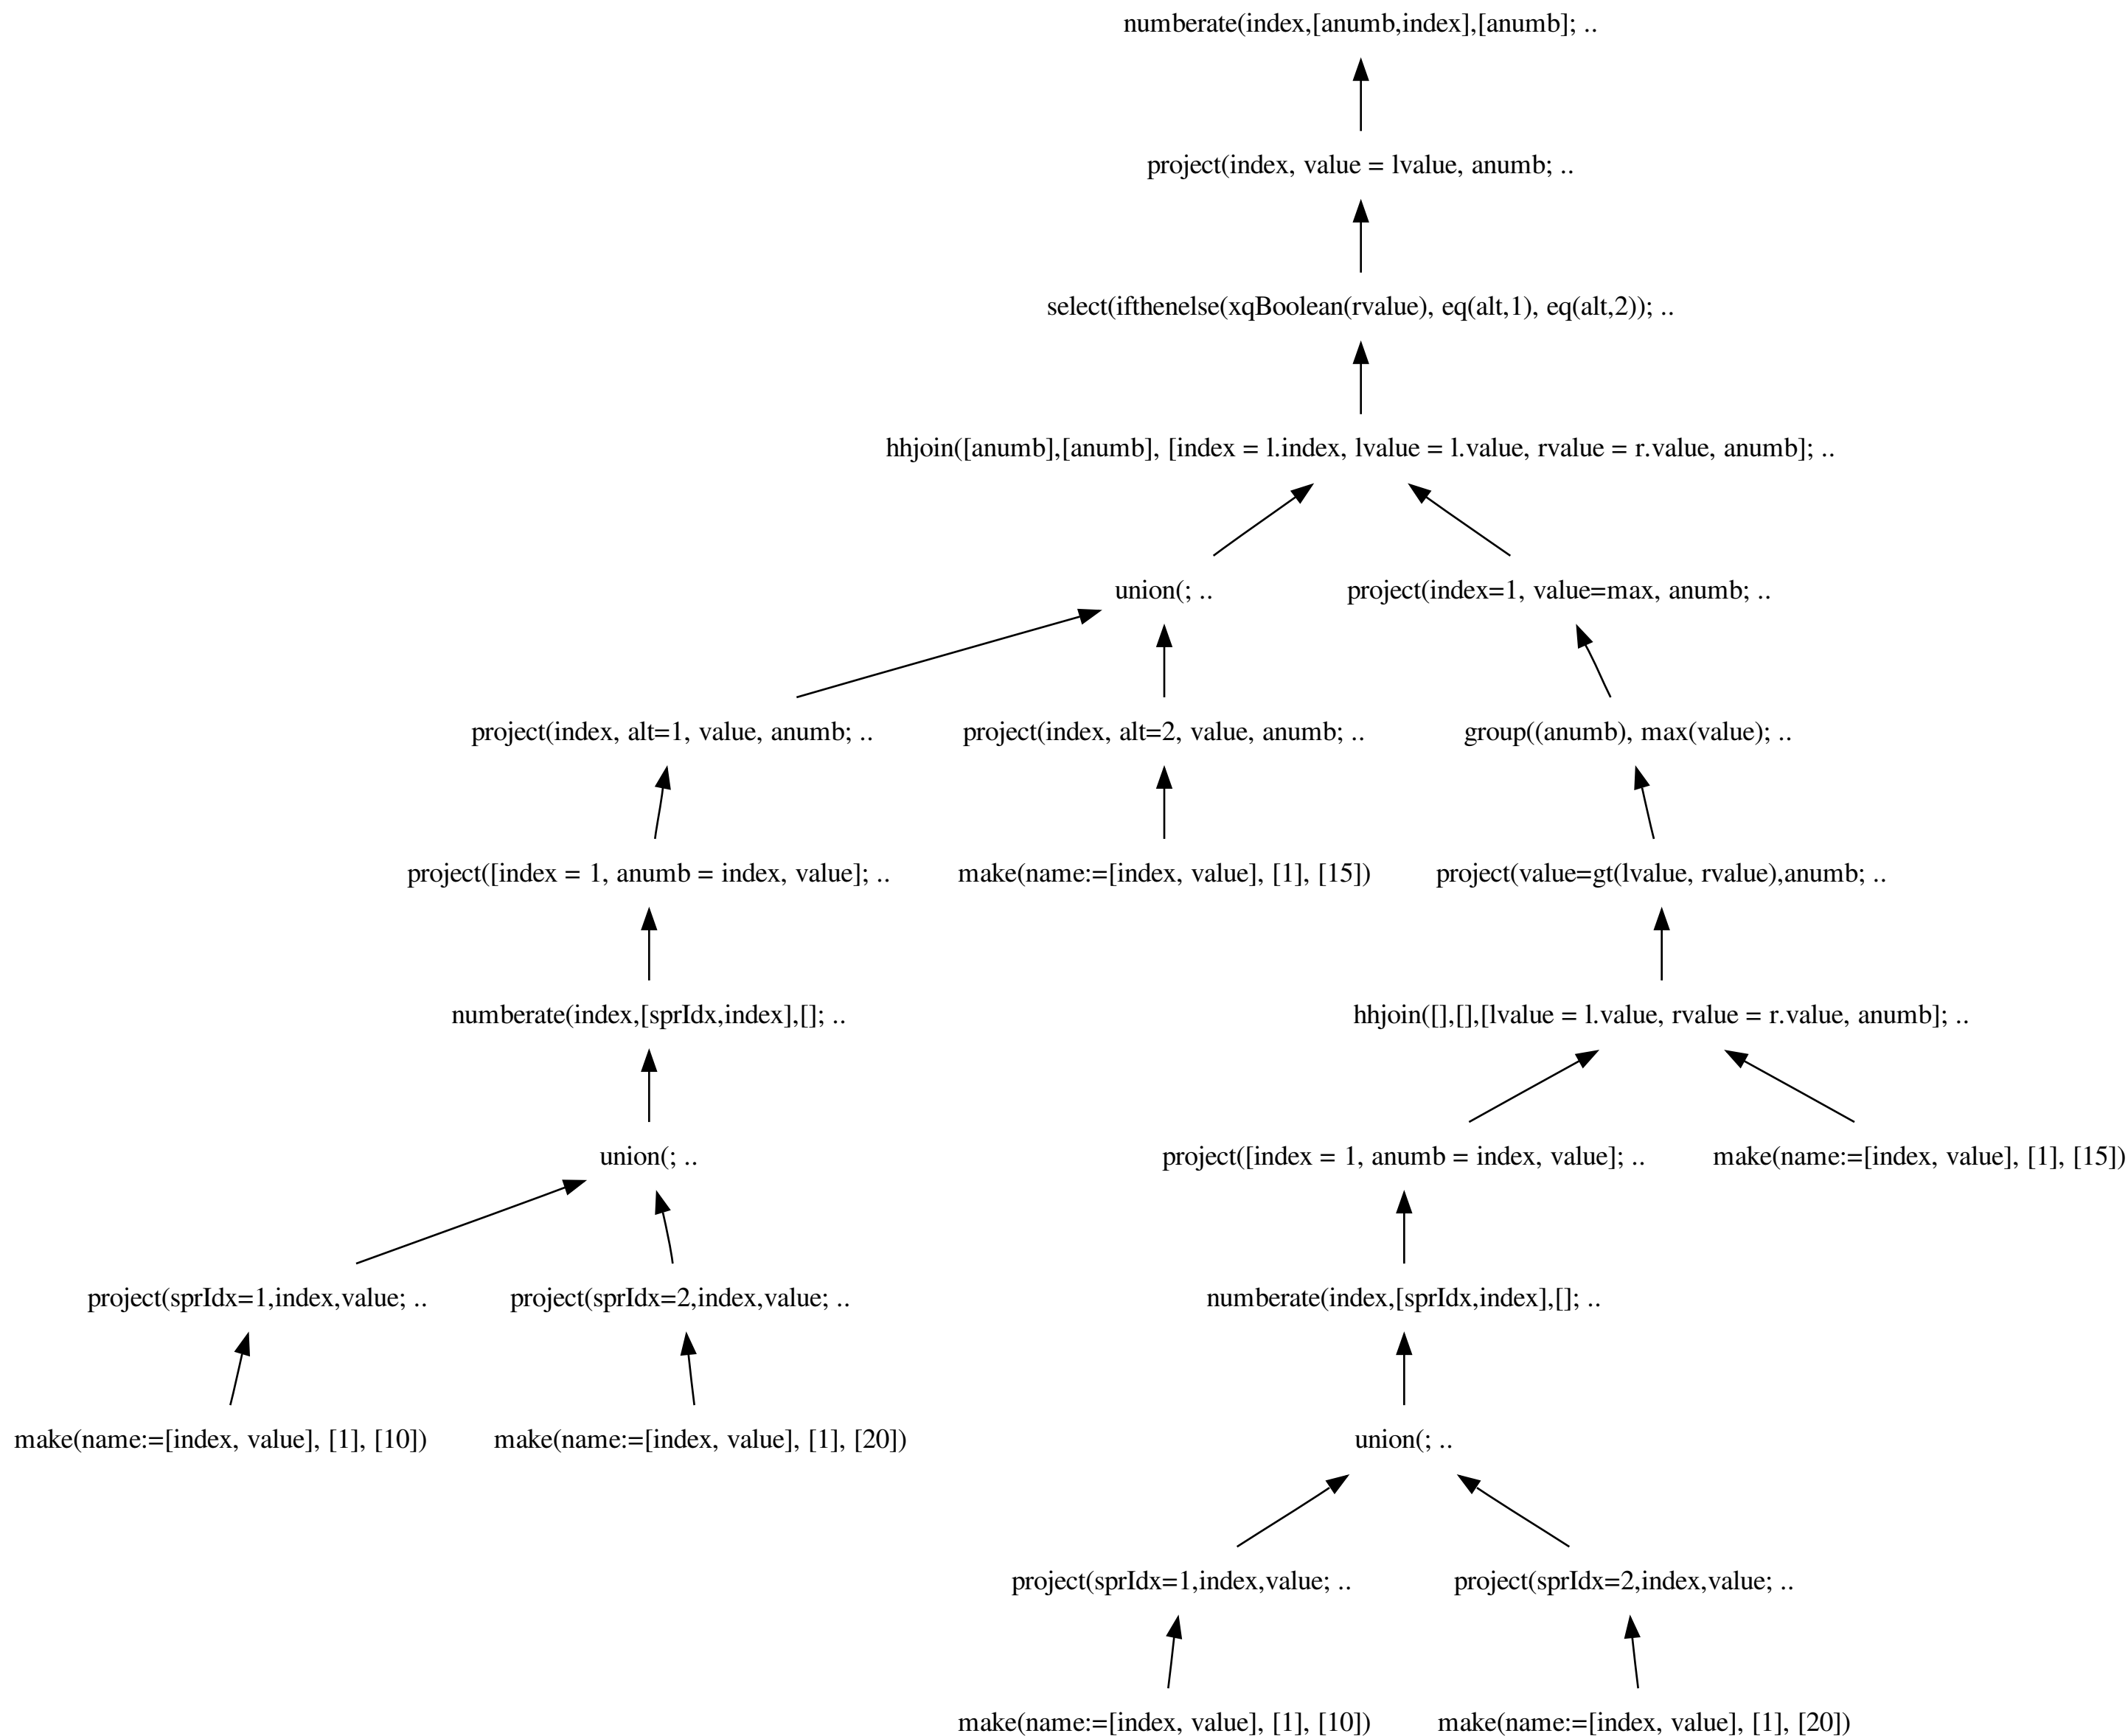 numberate(index,[anumb,index],[anumb]; ..
project(index, value = lvalue, anumb; ..
select(ifthenelse(xqBoolean(rvalue), eq(alt,1), eq(alt,2)); ..
hhjoin([anumb],[anumb], [index = l.index, lvalue = l.value, rvalue = r.value, anumb]; ..
union(; ..
project(index=1, value=max, anumb; ..
project(index, alt=1, value, anumb; ..
project(index, alt=2, value, anumb; ..
group((anumb), max(value); ..
project([index = 1, anumb = index, value]; ..
make(name:=[index, value], [1], [15])
project(value=gt(lvalue, rvalue),anumb; ..
numberate(index,[sprIdx,index],[]; ..
hhjoin([],[],[lvalue = l.value, rvalue = r.value, anumb]; ..
union(; ..
project([index = 1, anumb = index, value]; ..
make(name:=[index, value], [1], [15])
project(sprIdx=1,index,value; ..
project(sprIdx=2,index,value; ..
numberate(index,[sprIdx,index],[]; ..
make(name:=[index, value], [1], [10])
make(name:=[index, value], [1], [20])
union(; ..
project(sprIdx=1,index,value; ..
project(sprIdx=2,index,value; ..
make(name:=[index, value], [1], [10])
make(name:=[index, value], [1], [20])